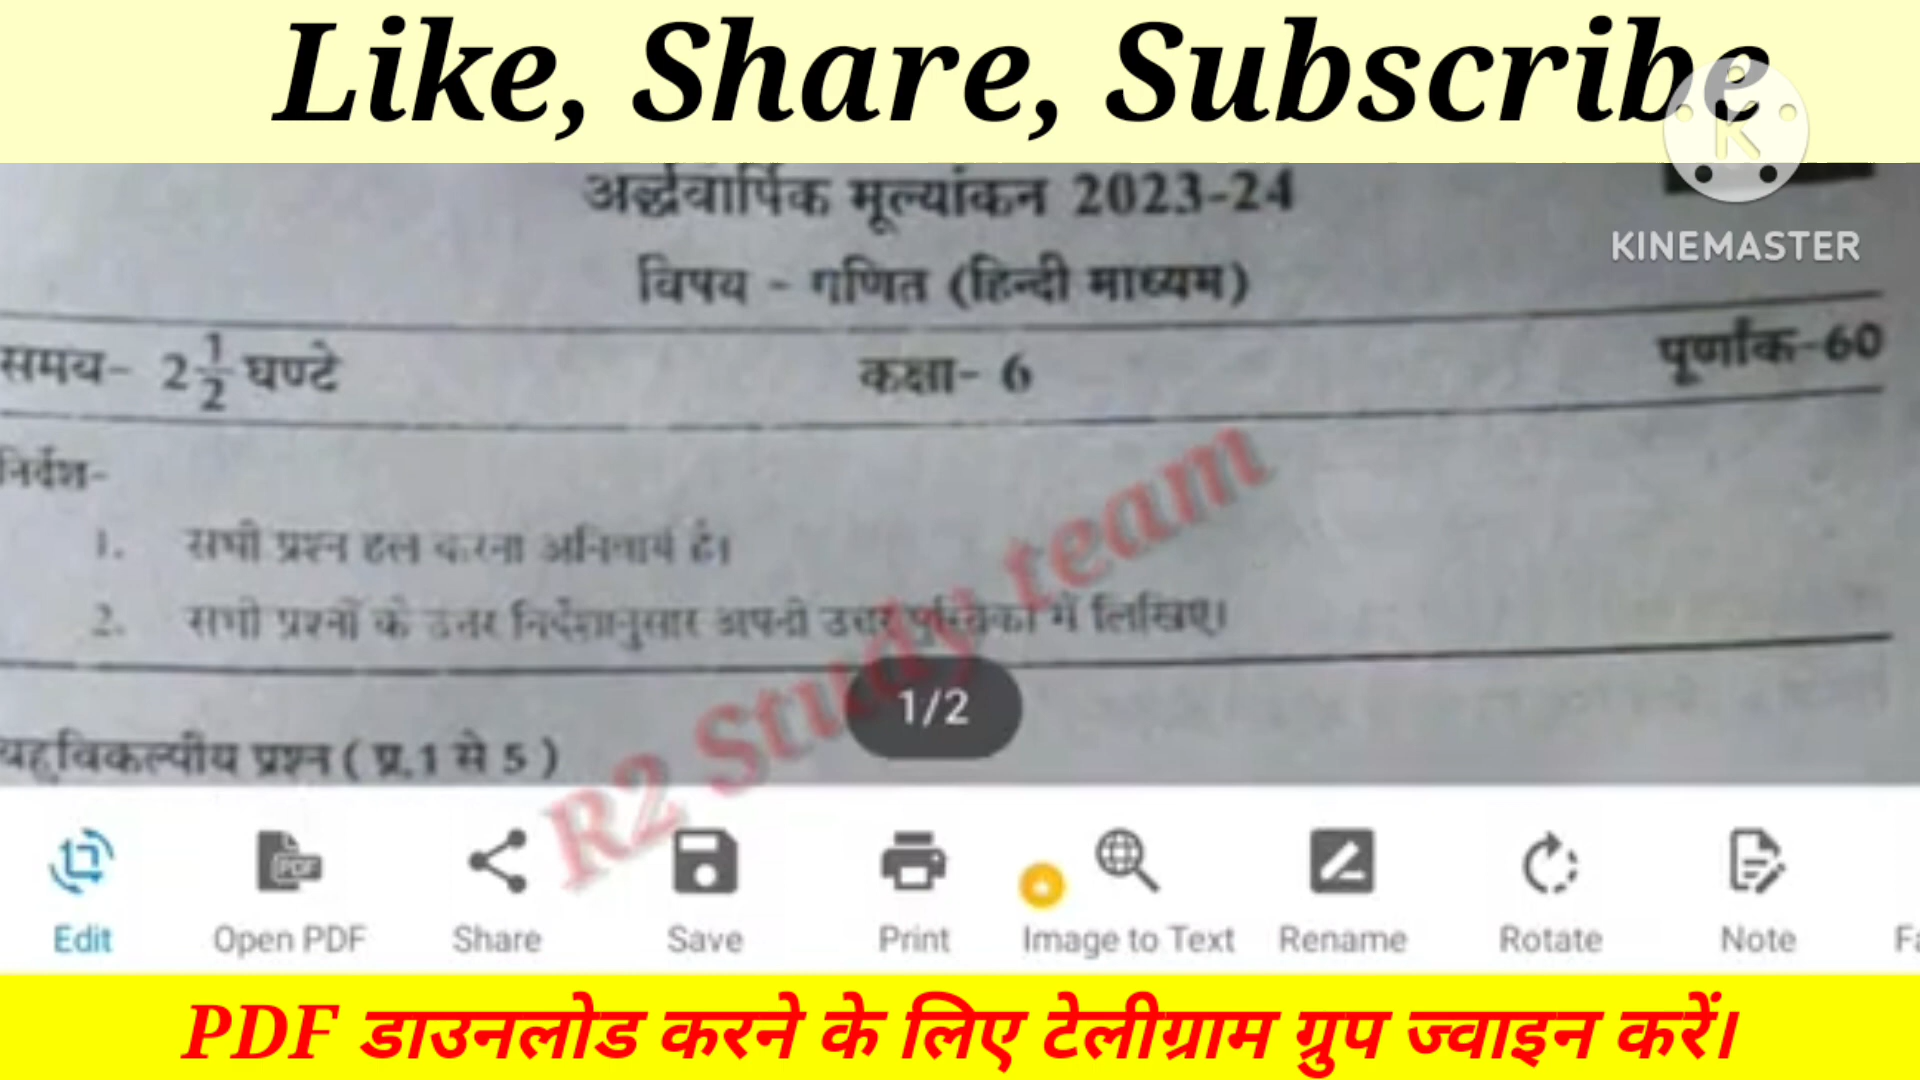 Like, Share, Subscribe
KINEMASTER
अर्द्धवार्षिक मूल्यांकन 2023-24
विषय - गणित (हिन्दी माध्यम)
समय- 2 1/2 घण्टे कक्षा- 6 पूर्णांक-60
निर्देश-
1. सभी प्रश्न हल करना अनिवार्य है।
2. सभी प्रश्नों के उत्तर निर्देशानुसार अपनी उत्तर पुस्तिका में लिखिए।
1/2
बहुविकल्पीय प्रश्न ( प्र.1 से 5 )
R2 Study team
Edit Open PDF Share Save Print Image to Text Rename Rotate Note
PDF डाउनलोड करने के लिए टेलीग्राम ग्रुप ज्वाइन करें।